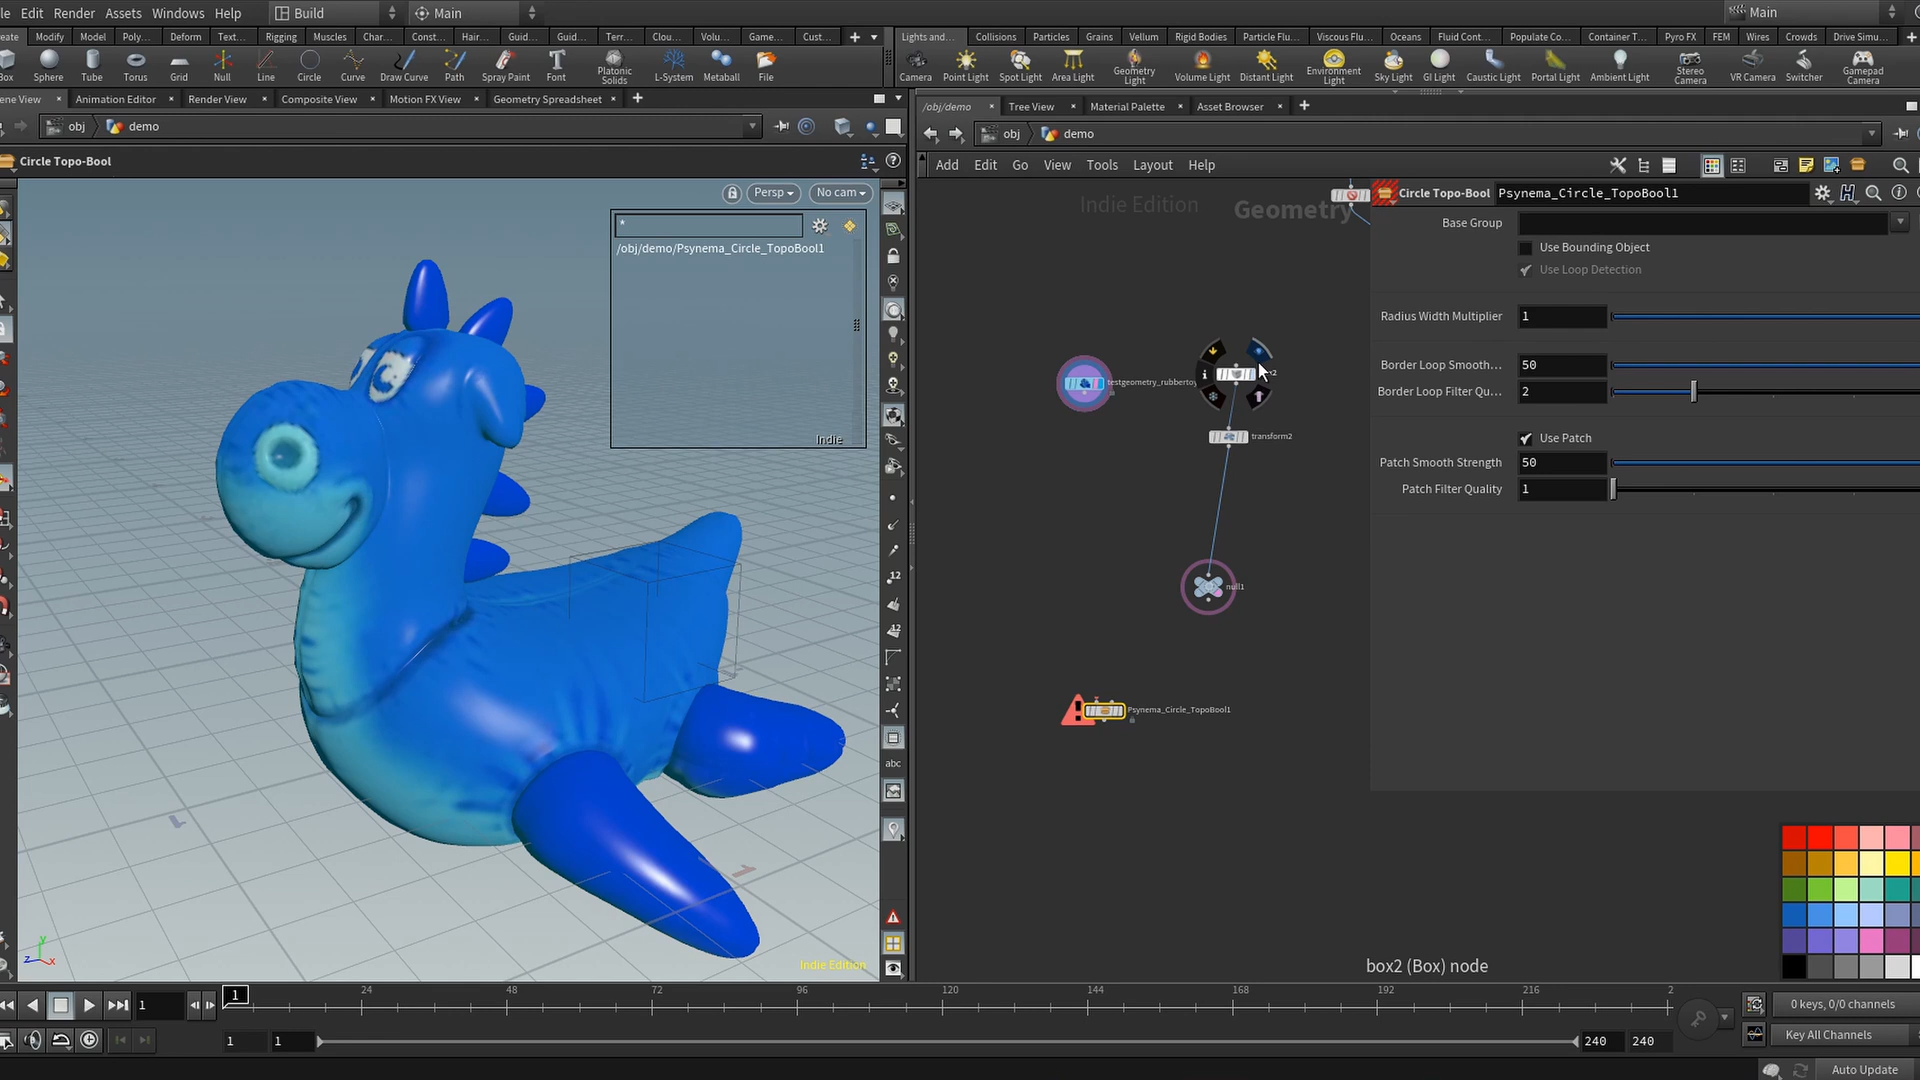 le Edit Render Assets Windows Help Build Main Main
eate Modify Model Poly... Deform Text... Rigging Muscles Char... Const... Hair... Guid... Guid... Terr... Clou... Volu... Game... Cust...
Box Sphere Tube Torus Grid Null Line Circle Curve Draw Curve Path Spray Paint Font Platonic Solids L-System Metaball File
Lights and... Collisions Particles Grains Vellum Rigid Bodies Particle Flu... Viscous Flu... Oceans Fluid Cont... Populate Co... Container T... Pyro FX FEM Wires Crowds Drive Simu...
Camera Point Light Spot Light Area Light Geometry Light Volume Light Distant Light Environment Light Sky Light GI Light Caustic Light Portal Light Ambient Light Stereo Camera VR Camera Switcher Gamepad Camera
ene View Animation Editor Render View Composite View Motion FX View Geometry Spreadsheet
/obj/demo Tree View Material Palette Asset Browser
obj demo
obj demo
Circle Topo-Bool
Add Edit Go View Tools Layout Help
Persp No cam
*
/obj/demo/Psynema_Circle_TopoBool1
Indie
abc
12
12
Indie Edition
Indie Edition
Geometry
testgeometry_rubbertoy
x2
transform2
null1
Psynema_Circle_TopoBool1
Circle Topo-Bool Psynema_Circle_TopoBool1
Base Group
Use Bounding Object
Use Loop Detection
Radius Width Multiplier 1
Border Loop Smooth... 50
Border Loop Filter Qu... 2
Use Patch
Patch Smooth Strength 50
Patch Filter Quality 1
box2 (Box) node
1 1 24 48 72 96 120 144 168 192 216 2
0 keys, 0/0 channels
1 1 240 240
Key All Channels
Auto Update